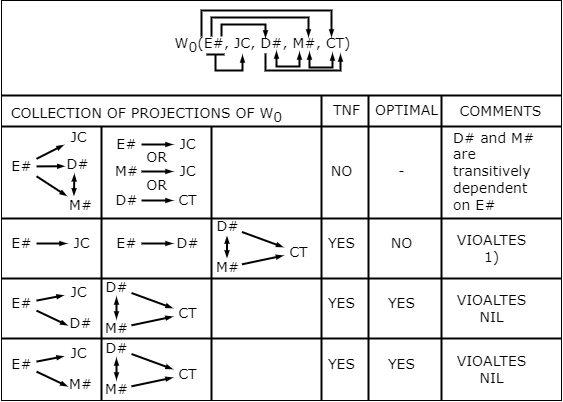 W0(E#, JC, D#, M#, CT)
COLLECTION OF PROJECTIONS OF W0 TNF OPTIMAL COMMENTS
E# JC D# M#
E# JC
OR
M# JC
OR
D# CT
NO
-
D# and M#
are
transitively
dependent
on E#
E# JC
E# D#
D# M# CT
YES
NO
VIOALTES
1)
E# JC D#
D# M# CT
YES
YES
VIOALTES
NIL
E# JC M#
D# M# CT
YES
YES
VIOALTES
NIL